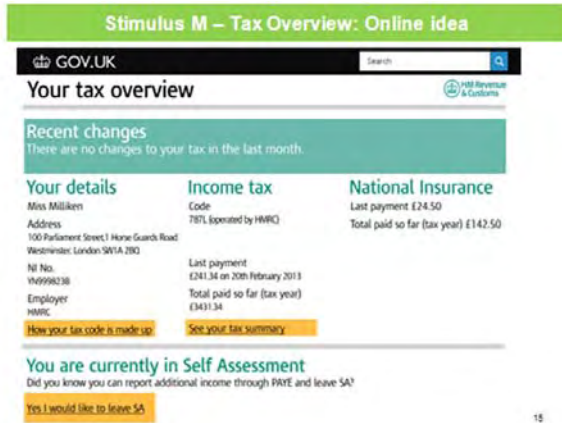 Stimulus M – Tax Overview: Online idea
GOV.UK
Search
Your tax overview
HM Revenue
& Customs
Recent changes
There are no changes to your tax in the last month.
Your details
Miss Milliken
Address
100 Parliament Street,1 Horse Guards Road
Westminster, London SW1A 2BQ
NI No.
YN999823B
Employer
HMRC
How your tax code is made up
Income tax
Code
787L (operated by HMRC)
Last payment
£241.34 on 20th February 2013
Total paid so far (tax year)
£3431.34
See your tax summary
National Insurance
Last payment £24.50
Total paid so far (tax year) £142.50
You are currently in Self Assessment
Did you know you can report additional income through PAYE and leave SA?
Yes I would like to leave SA
15